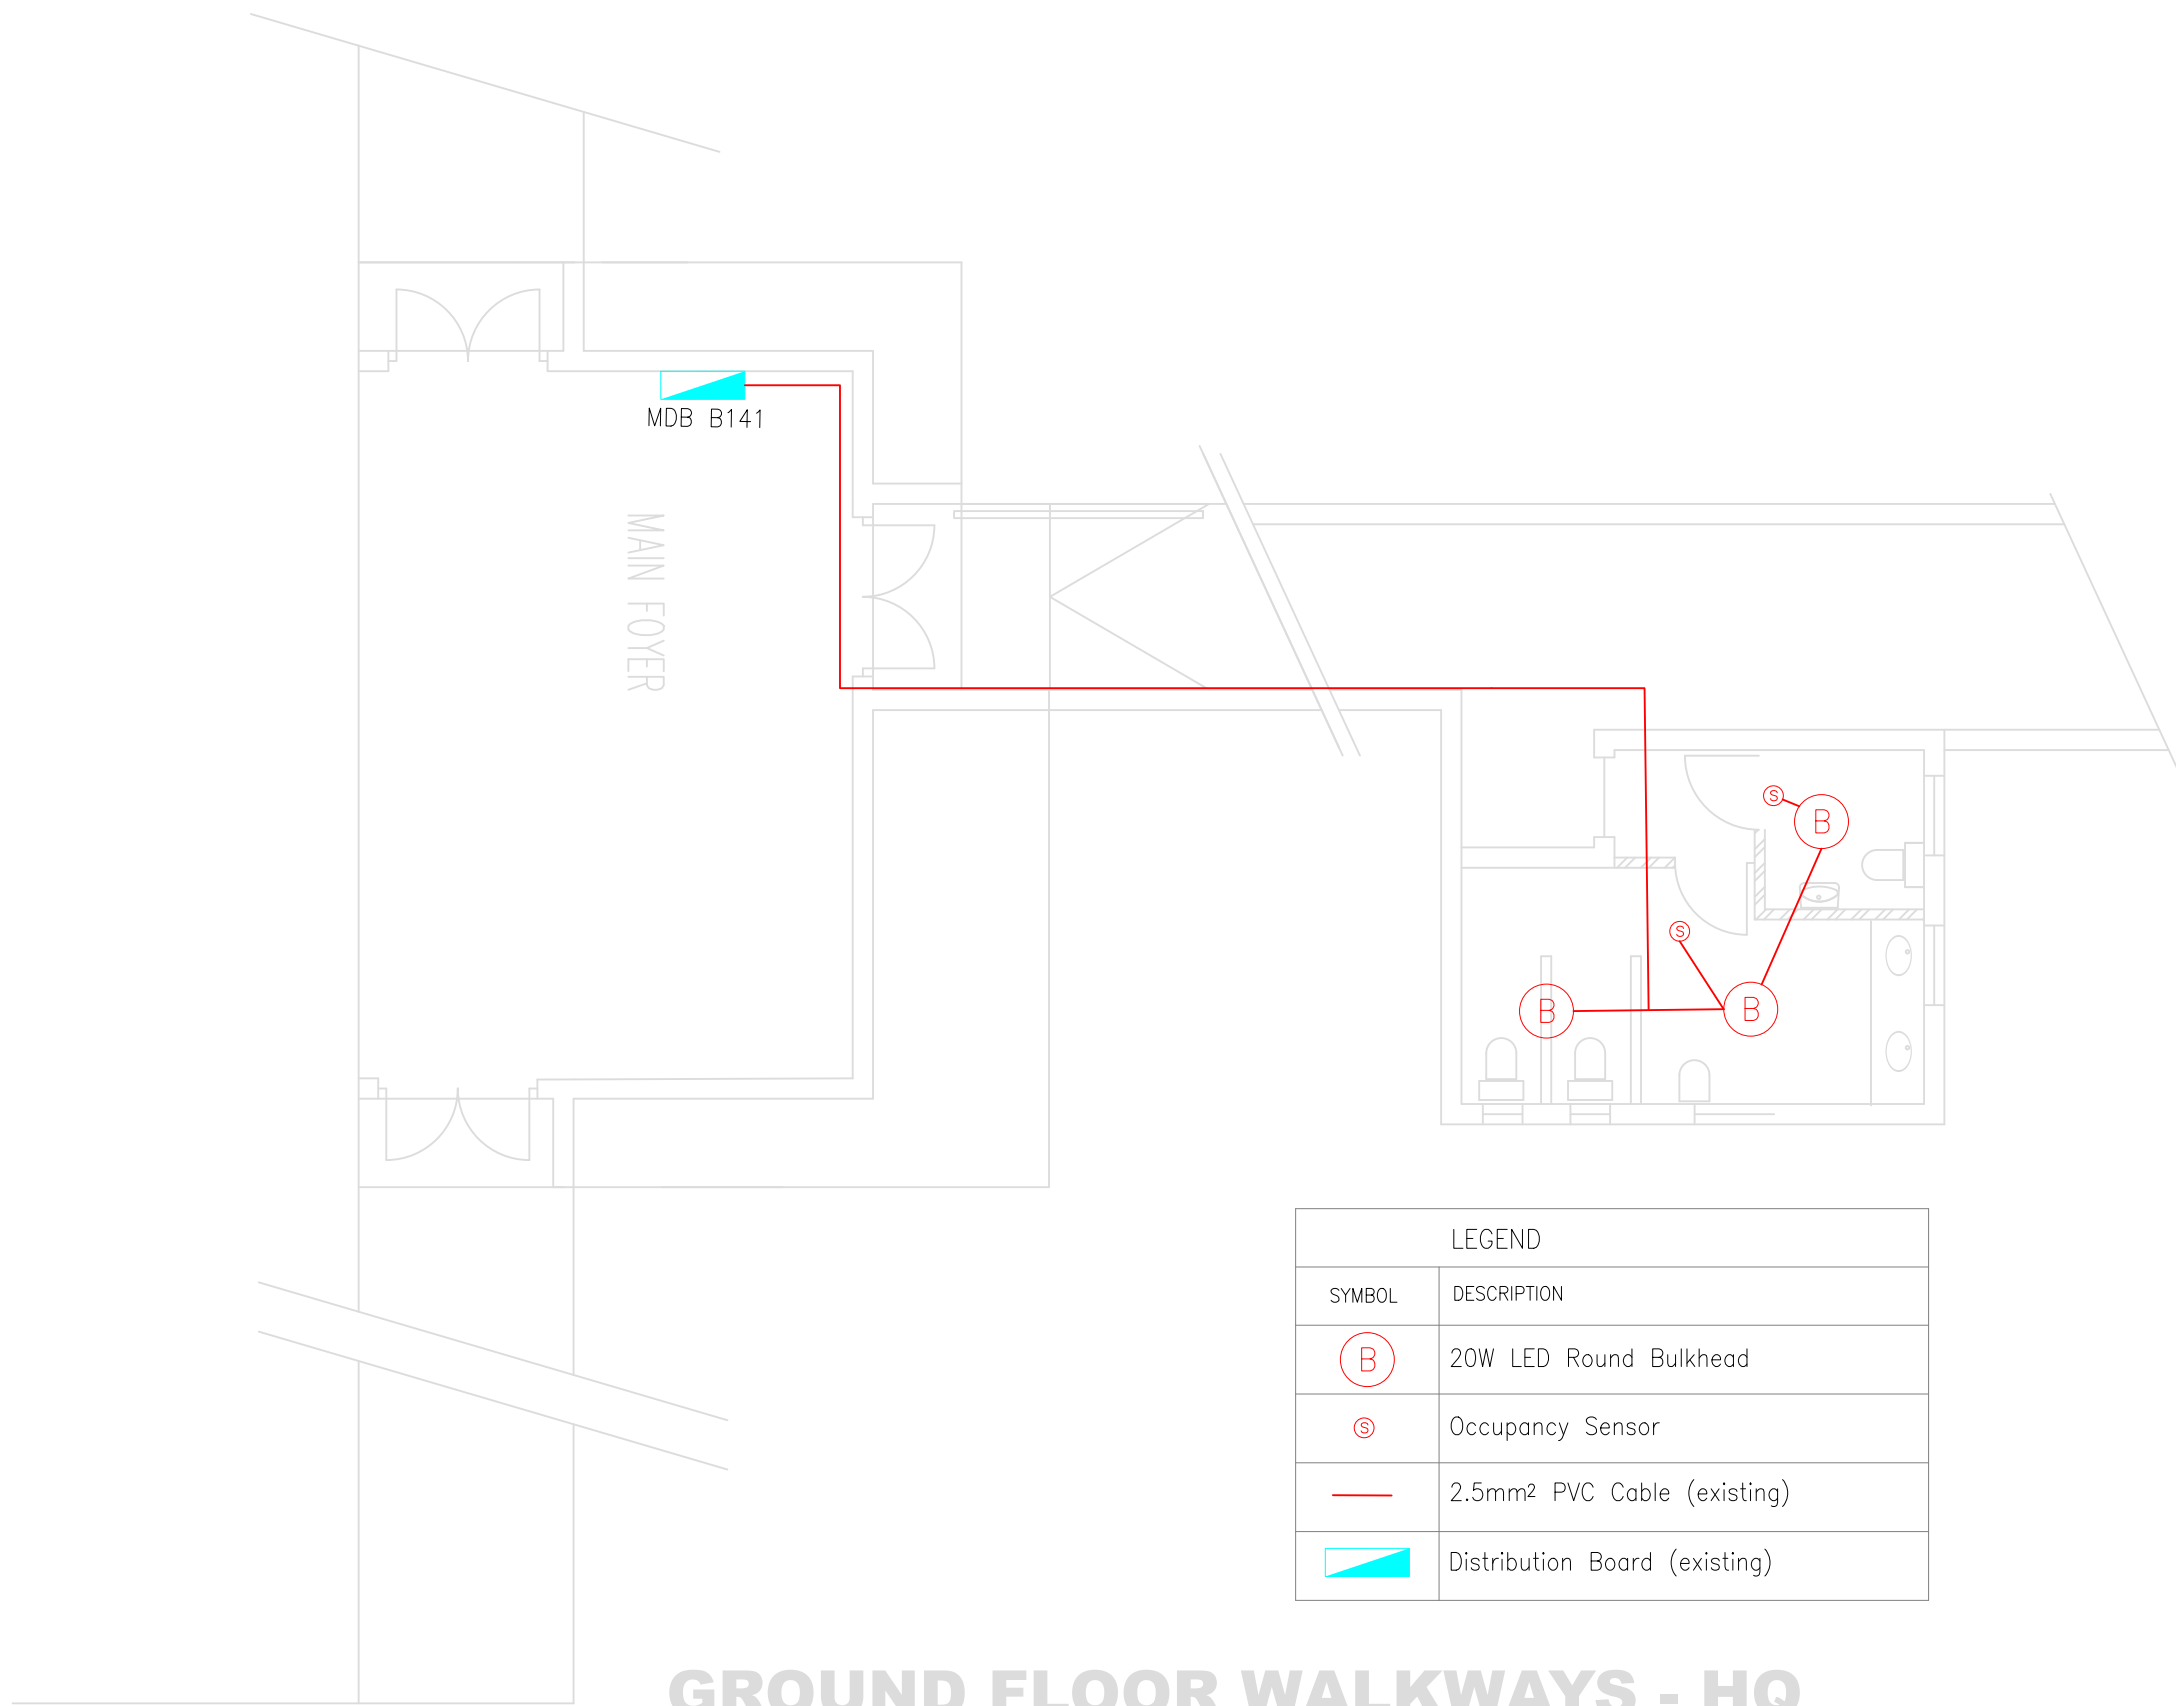 MDB B141
MAIN FOYER
S
B
S
B
B
LEGEND
SYMBOL DESCRIPTION
B 20W LED Round Bulkhead
S Occupancy Sensor
2.5mm² PVC Cable (existing)
Distribution Board (existing)
GROUND FLOOR WALKWAYS - HQ